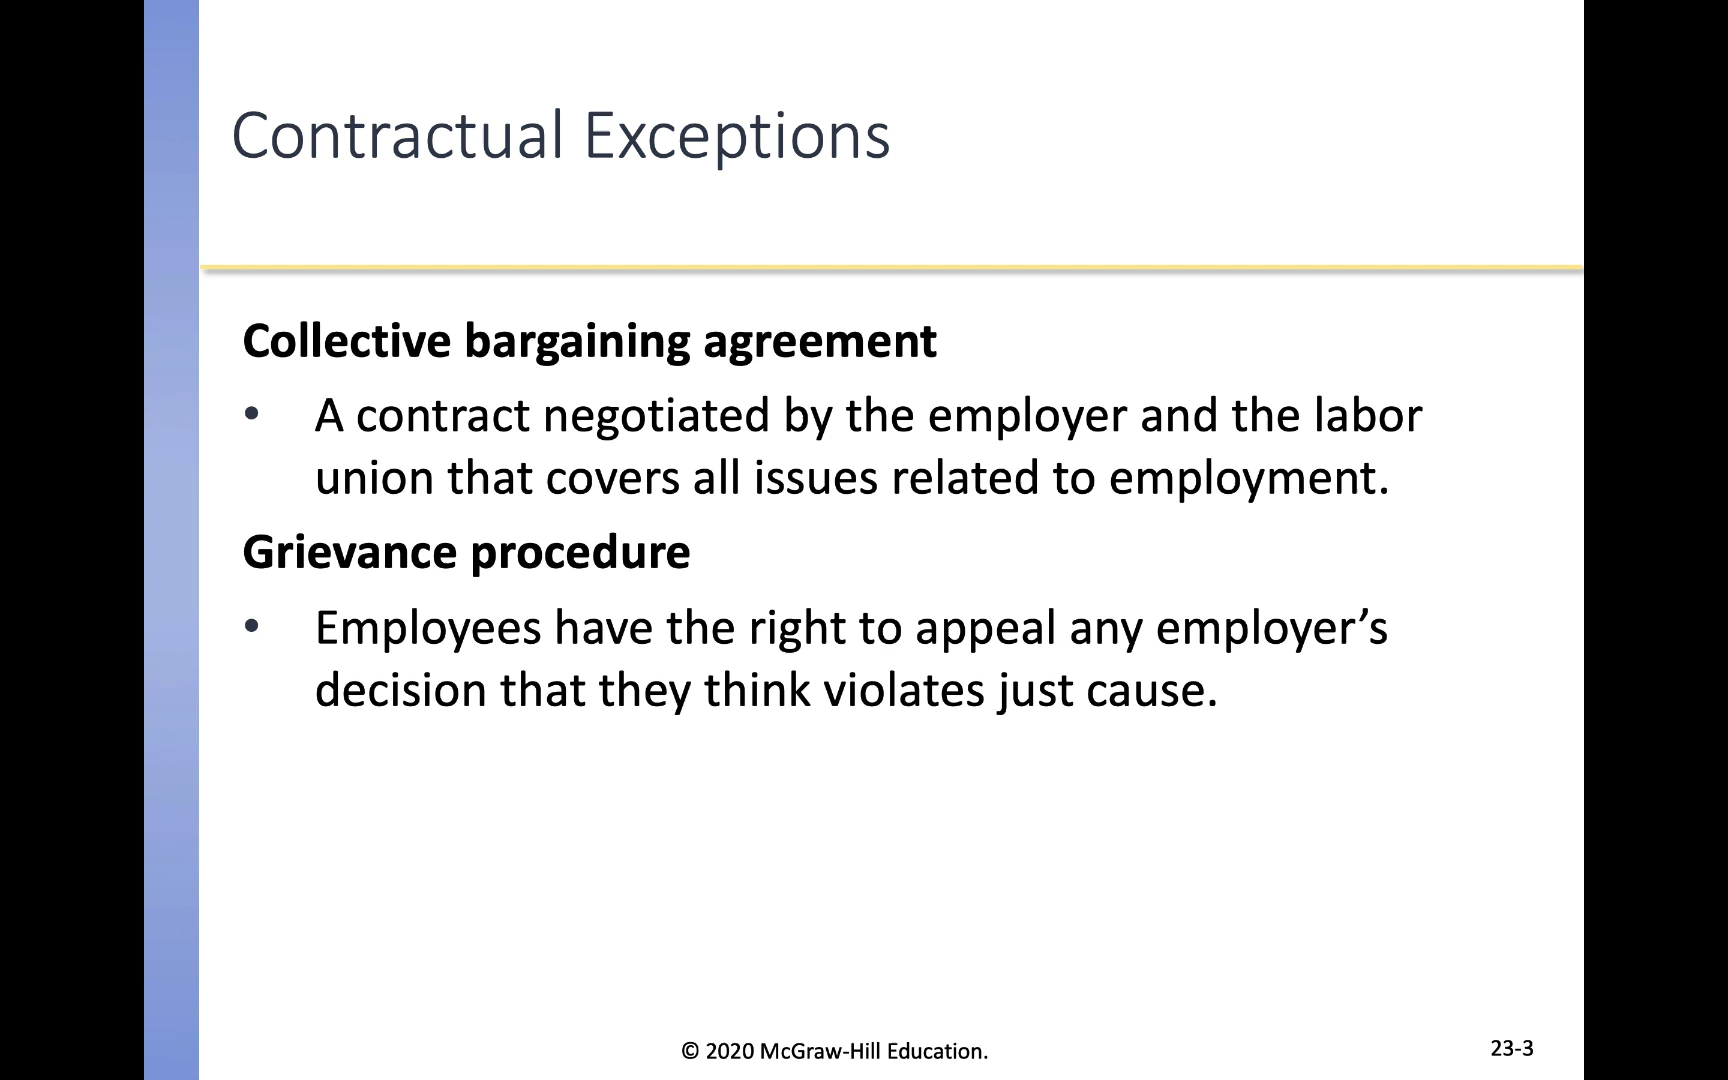 Contractual Exceptions
Collective bargaining agreement
• A contract negotiated by the employer and the labor
union that covers all issues related to employment.
Grievance procedure
• Employees have the right to appeal any employer’s
decision that they think violates just cause.
© 2020 McGraw-Hill Education.
23-3